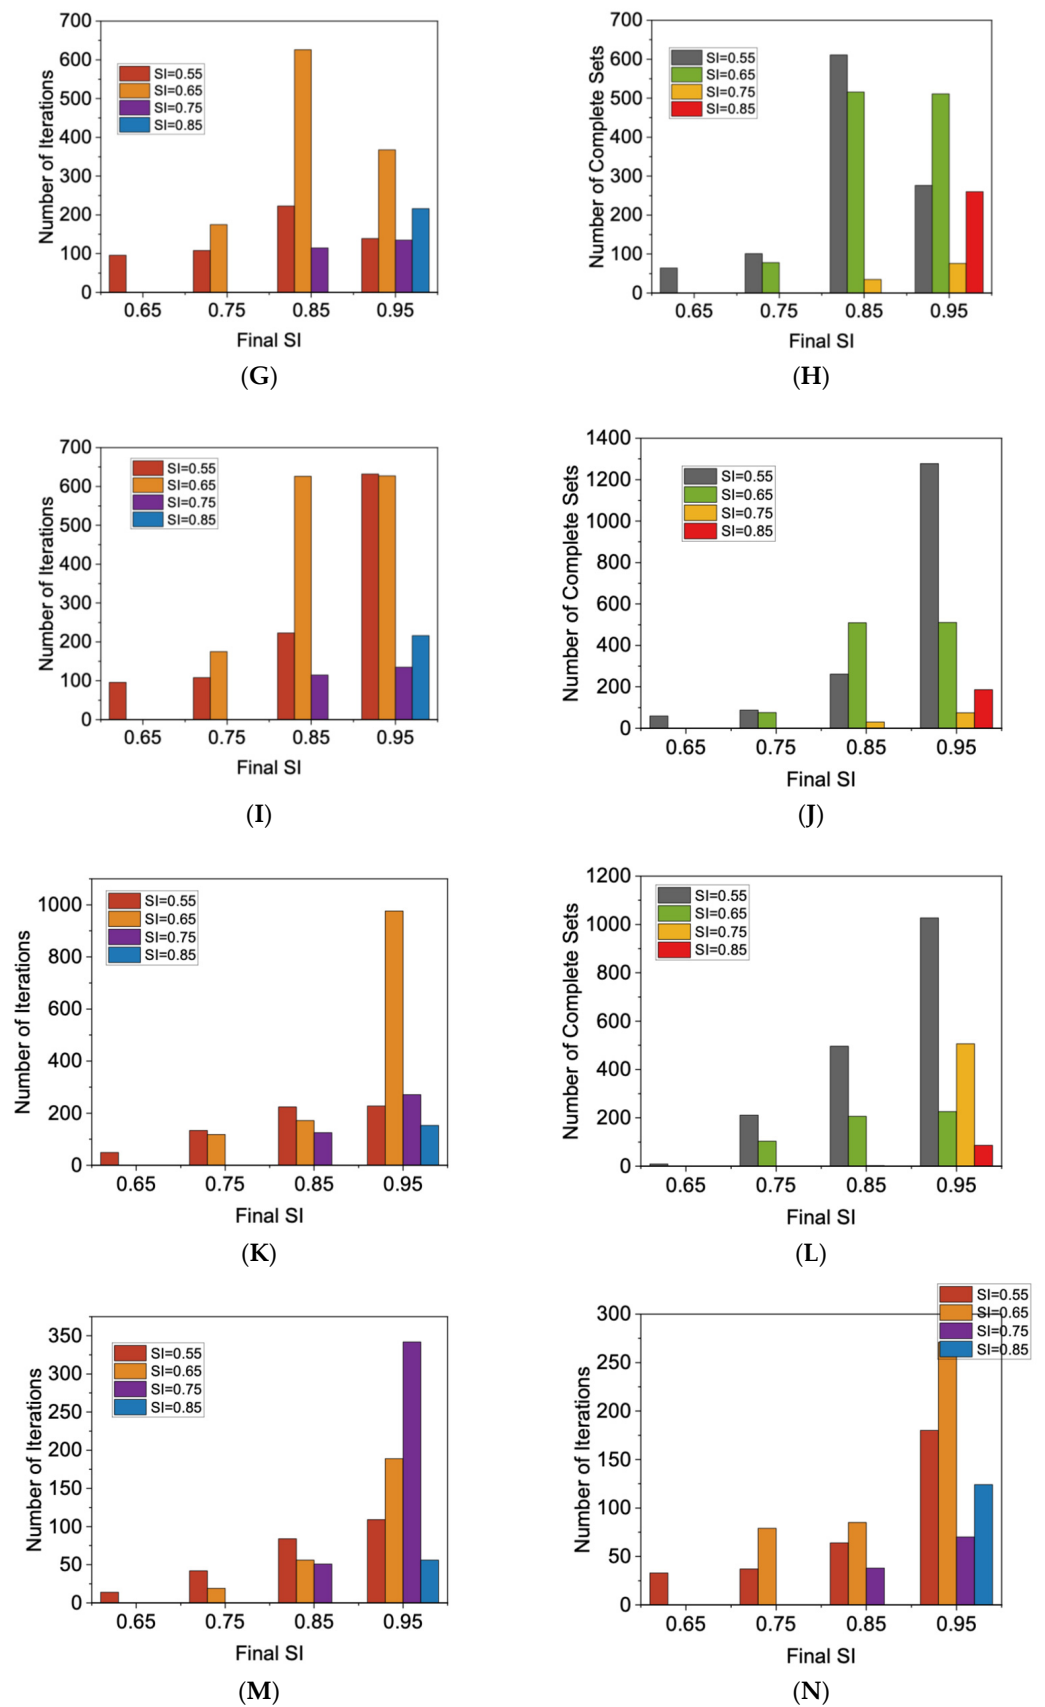 700
600
500
400
300
200
100
0
Number of Iterations
SI=0.55
SI=0.65
SI=0.75
SI=0.85
0.65 0.75 0.85 0.95
Final SI
(G)
700
600
500
400
300
200
100
0
Number of Complete Sets
SI=0.55
SI=0.65
SI=0.75
SI=0.85
0.65 0.75 0.85 0.95
Final SI
(H)
700
600
500
400
300
200
100
0
Number of Iterations
SI=0.55
SI=0.65
SI=0.75
SI=0.85
0.65 0.75 0.85 0.95
Final SI
(I)
1400
1200
1000
800
600
400
200
0
Number of Complete Sets
SI=0.55
SI=0.65
SI=0.75
SI=0.85
0.65 0.75 0.85 0.95
Final SI
(J)
1000
800
600
400
200
0
Number of Iterations
SI=0.55
SI=0.65
SI=0.75
SI=0.85
0.65 0.75 0.85 0.95
Final SI
(K)
1200
1000
800
600
400
200
0
Number of Complete Sets
SI=0.55
SI=0.65
SI=0.75
SI=0.85
0.65 0.75 0.85 0.95
Final SI
(L)
350
300
250
200
150
100
50
0
Number of Iterations
SI=0.55
SI=0.65
SI=0.75
SI=0.85
0.65 0.75 0.85 0.95
Final SI
(M)
300
250
200
150
100
50
0
Number of Iterations
SI=0.55
SI=0.65
SI=0.75
SI=0.85
0.65 0.75 0.85 0.95
Final SI
(N)